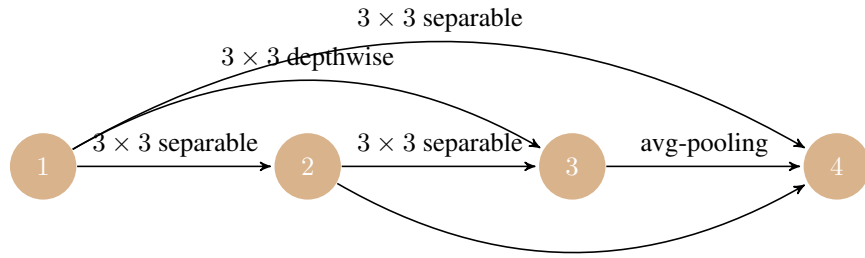 3 × 3 separable
3 × 3 depthwise
3 × 3 separable
3 × 3 separable
avg-pooling
1
2
3
4